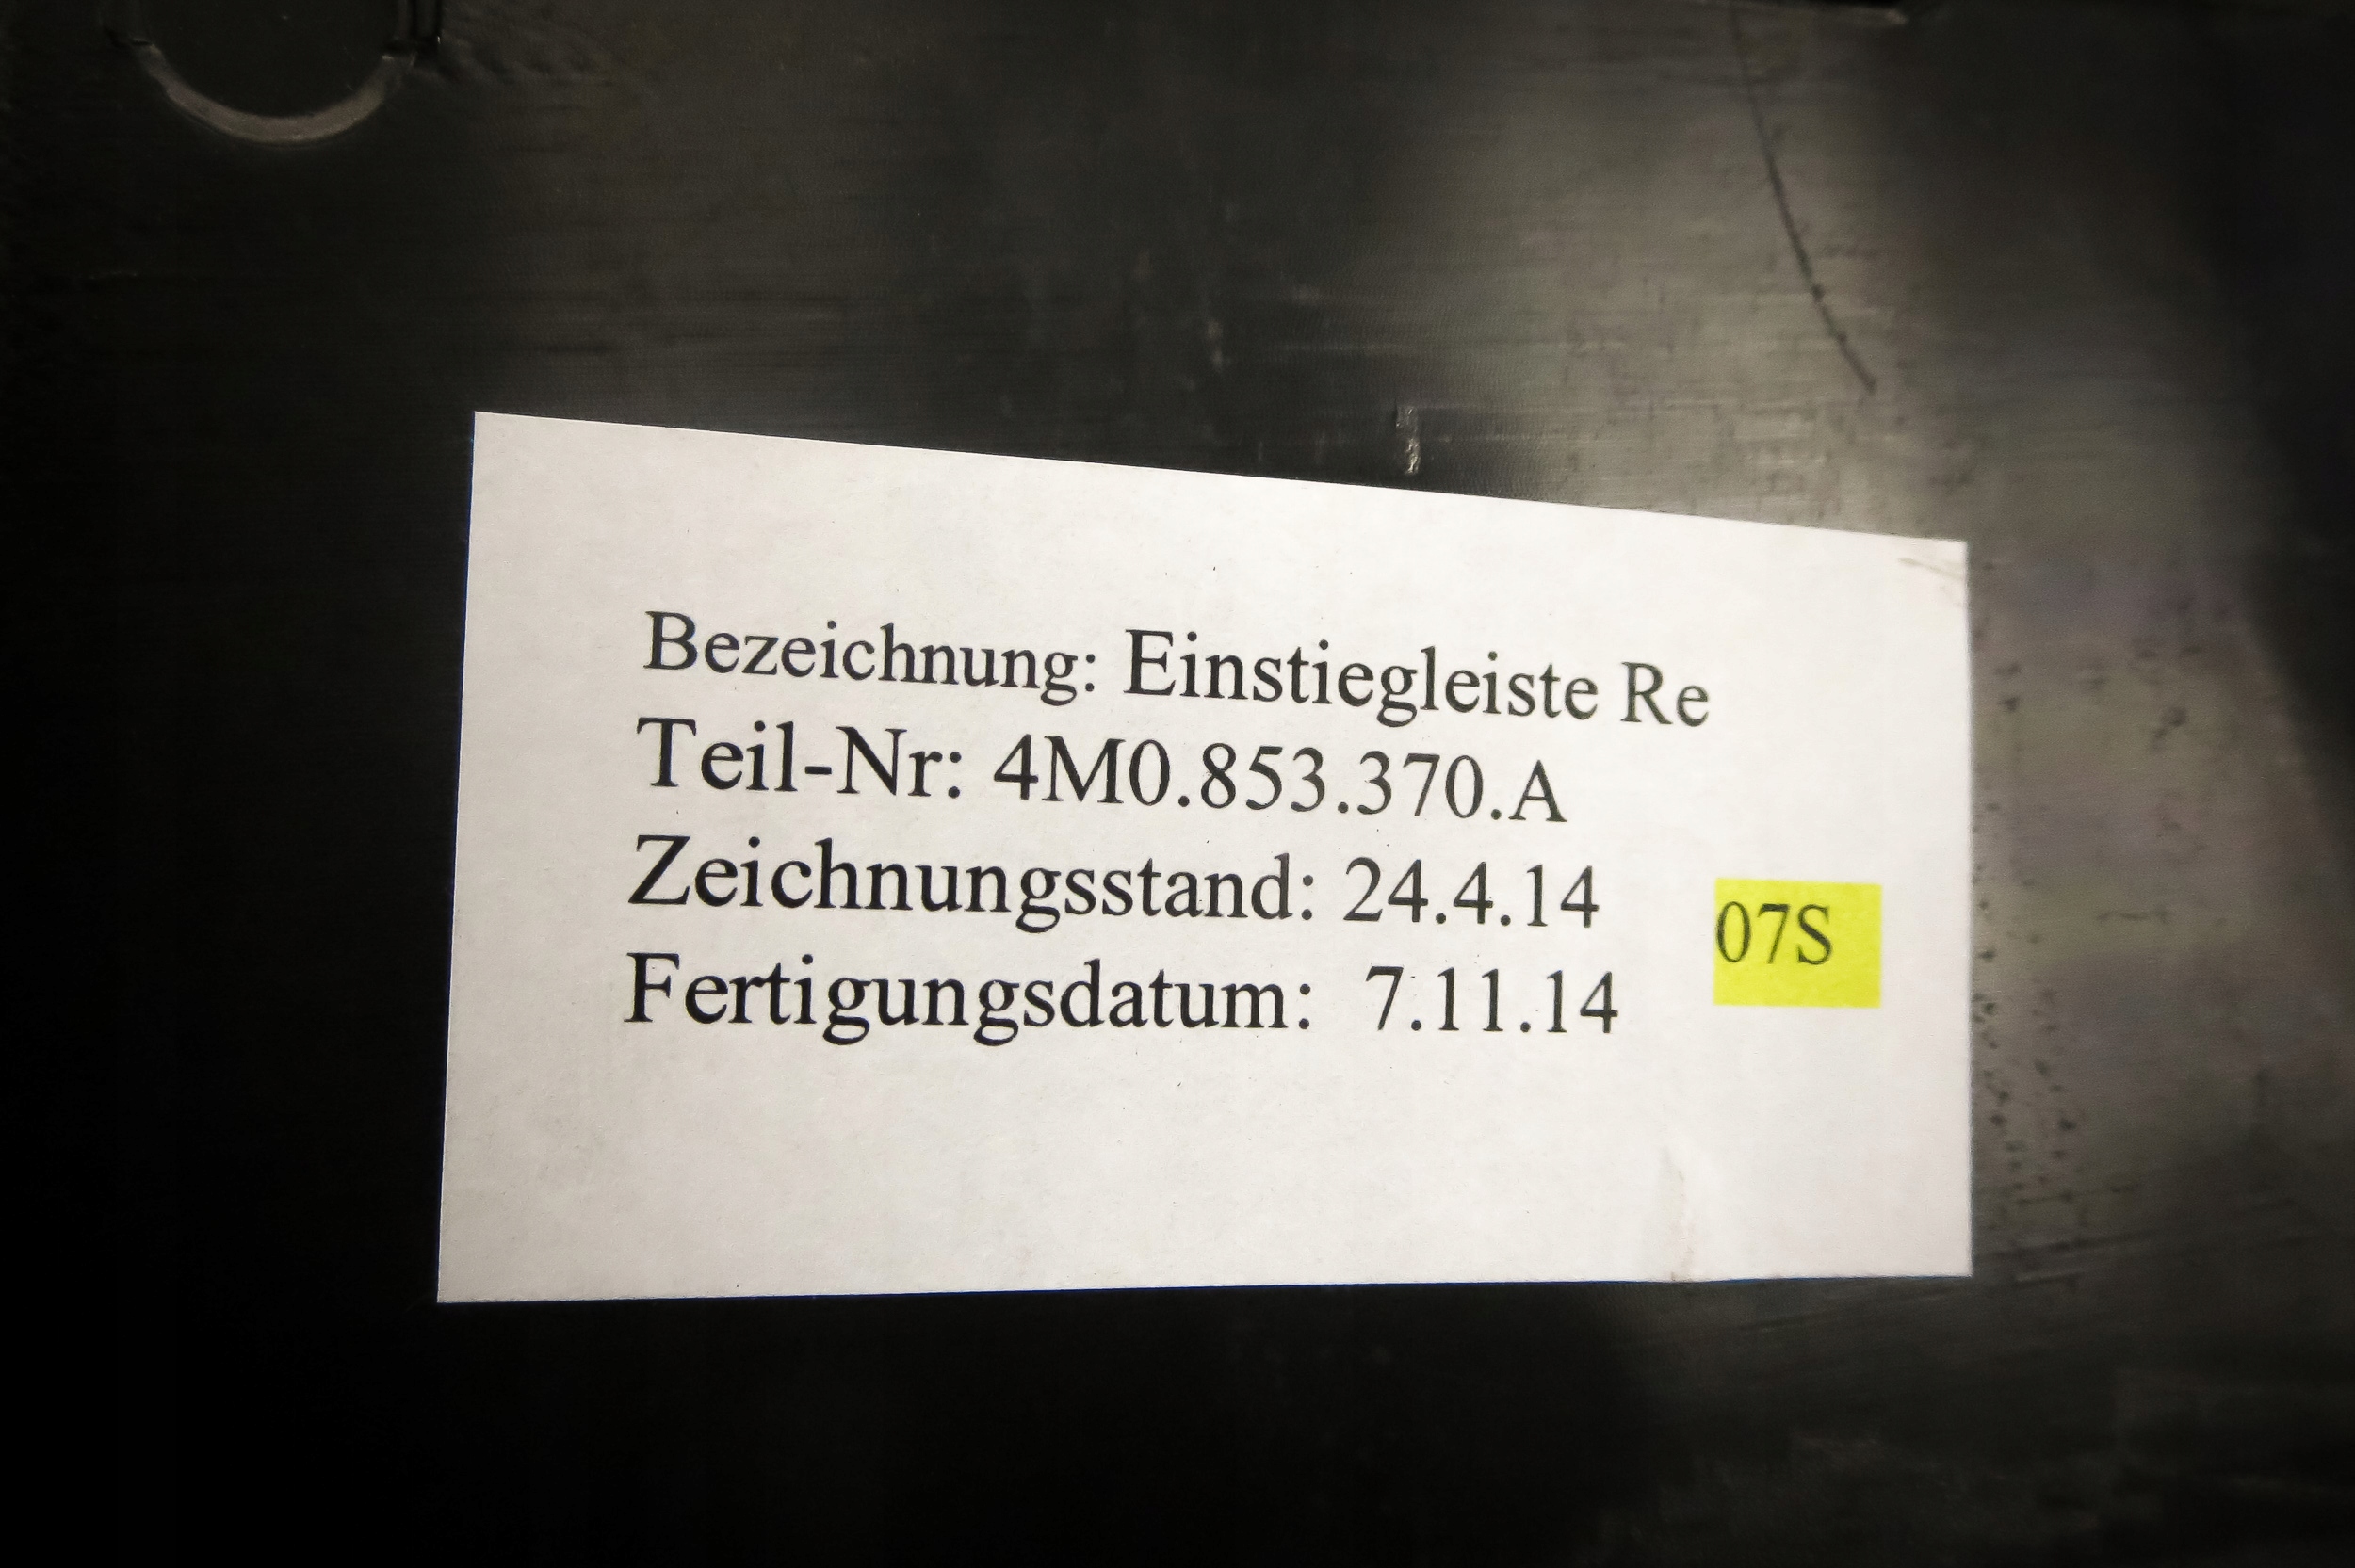 Bezeichnung: Einstiegleiste Re
Teil-Nr: 4M0.853.370.A
Zeichnungsstand: 24.4.14
07S
Fertigungsdatum: 7.11.14